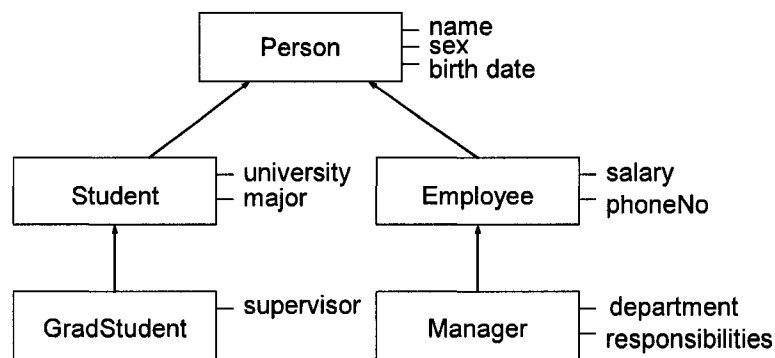 Person
name
sex
birth date
Student
university
major
Employee
salary
phoneNo
GradStudent
supervisor
Manager
department
responsibilities